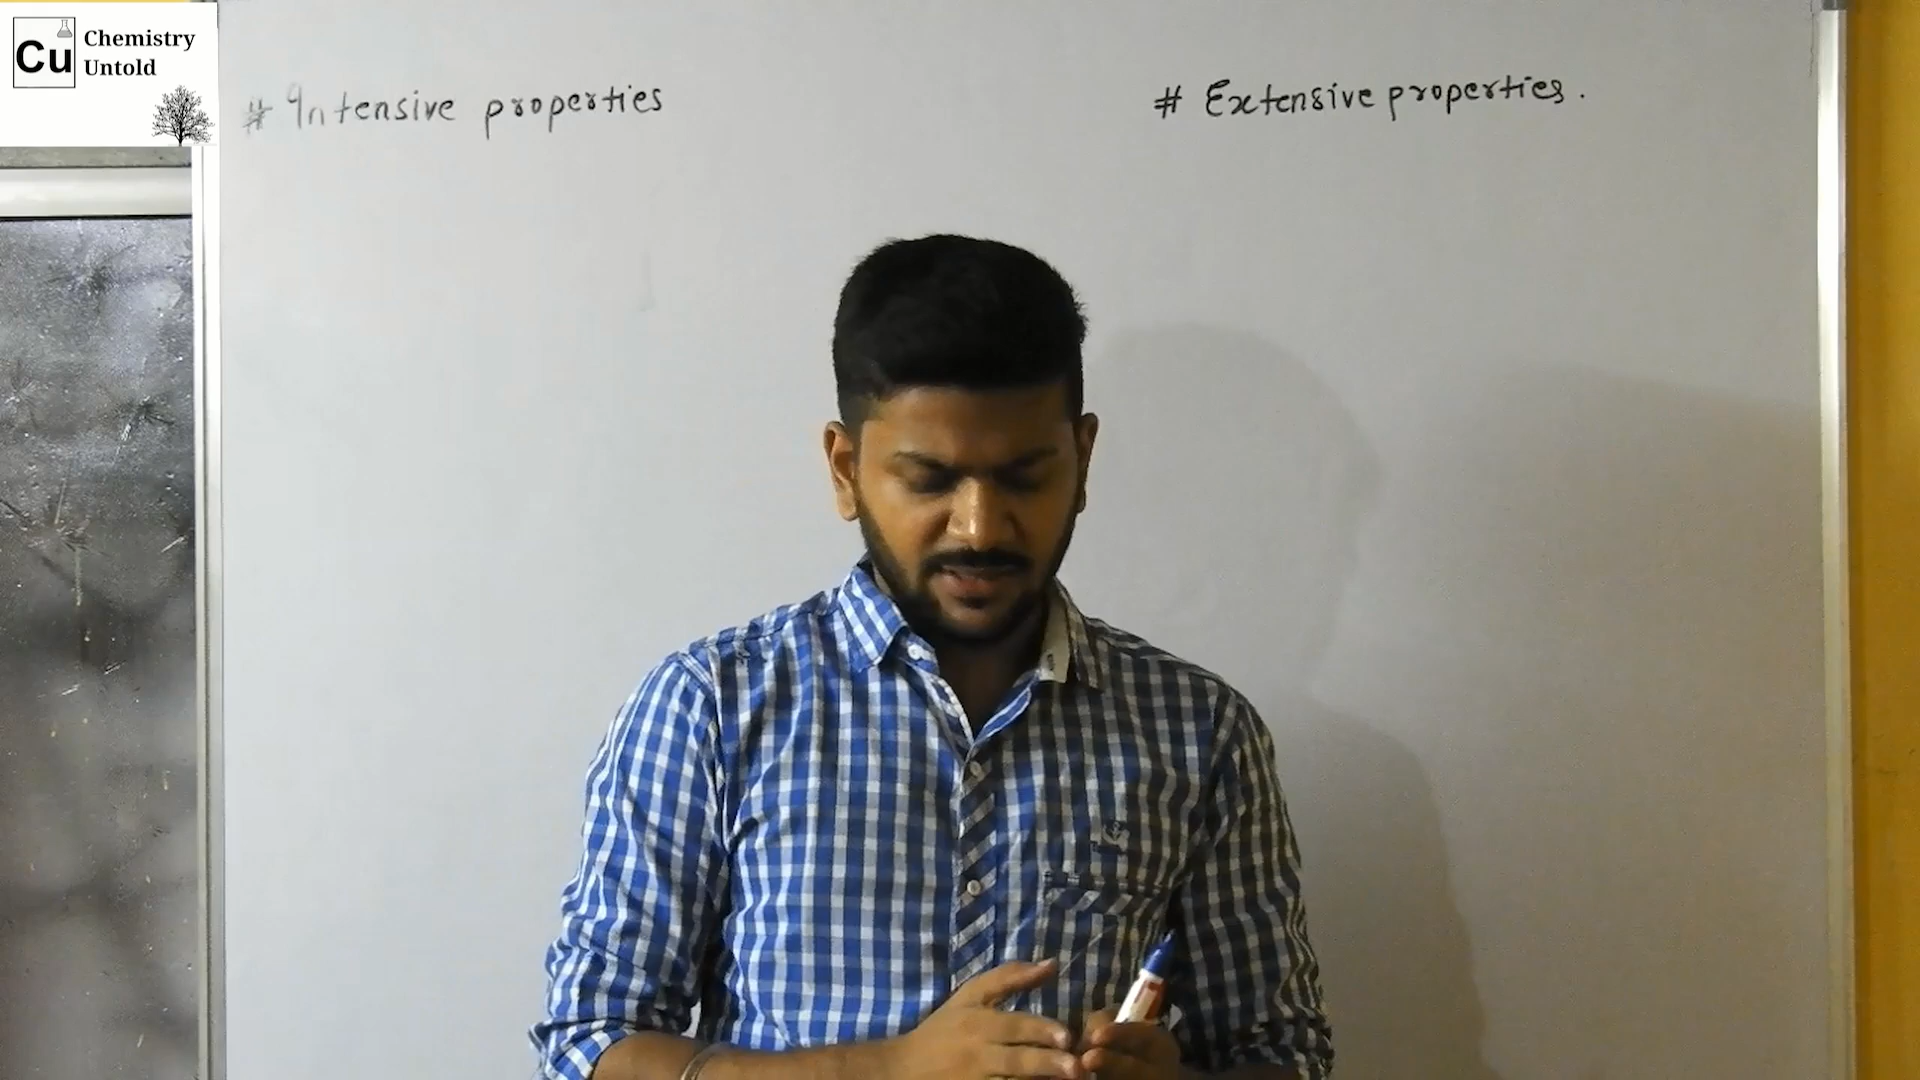 Cu
Chemistry
Untold
# Intensive properties
# Extensive properties.